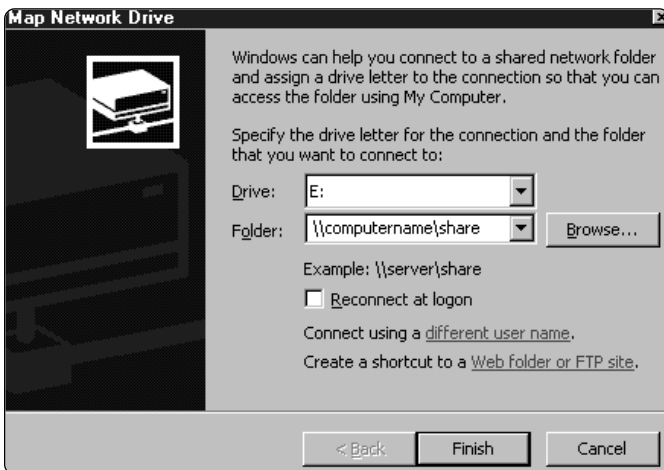 Map Network Drive
Windows can help you connect to a shared network folder
and assign a drive letter to the connection so that you can
access the folder using My Computer.
Specify the drive letter for the connection and the folder
that you want to connect to:
Drive: E:
Folder: \\computername\share Browse...
Example: \\server\share
Reconnect at logon
Connect using a different user name.
Create a shortcut to a Web folder or FTP site.
< Back Finish Cancel